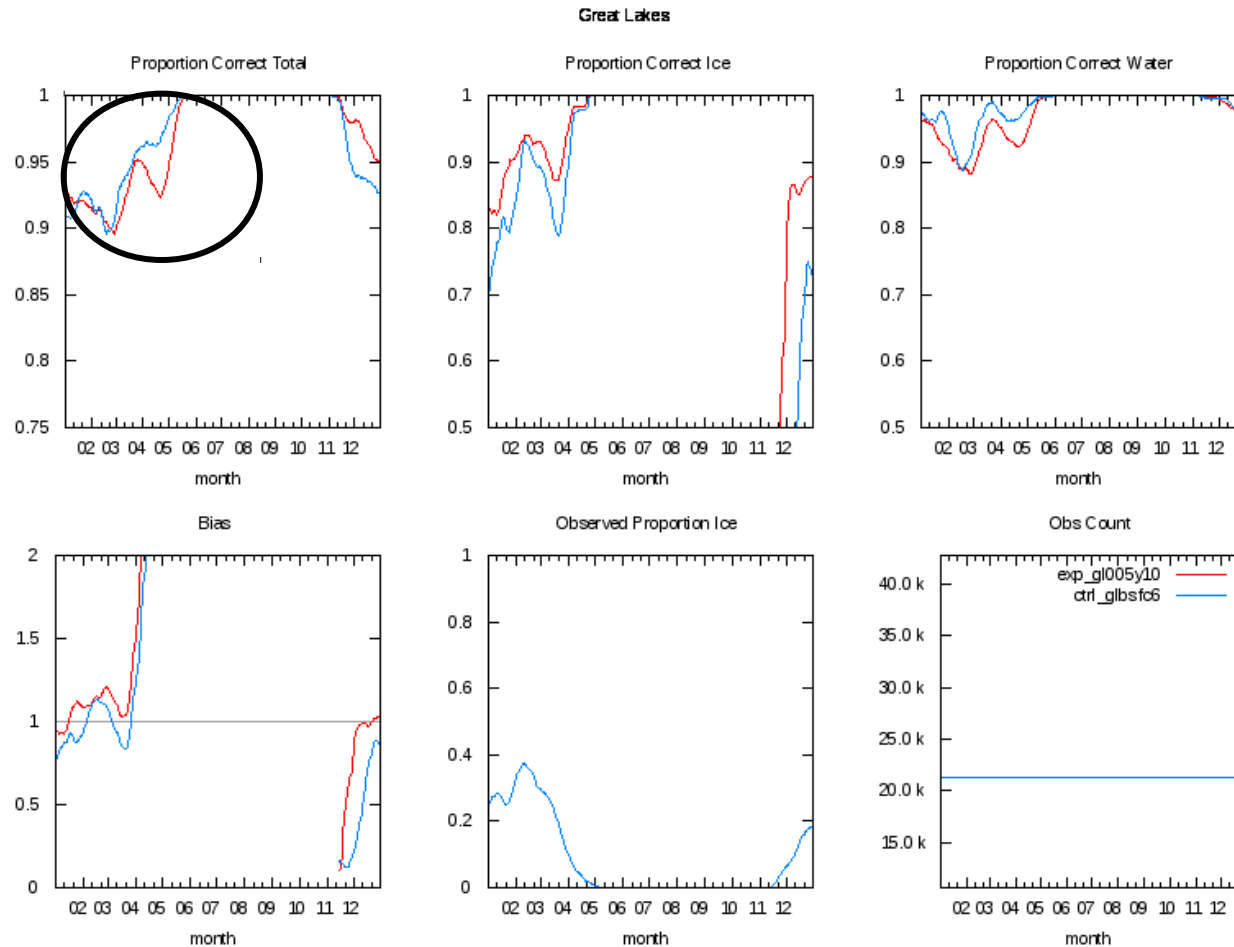 Great Lakes
Proportion Correct Total
1
0.95
0.9
0.85
0.8
0.75
02 03 04 05 06 07 08 09 10 11 12
month
Proportion Correct Ice
1
0.9
0.8
0.7
0.6
0.5
02 03 04 05 06 07 08 09 10 11 12
month
Proportion Correct Water
1
0.9
0.8
0.7
0.6
0.5
02 03 04 05 06 07 08 09 10 11 12
month
Bias
2
1.5
1
0.5
0
02 03 04 05 06 07 08 09 10 11 12
month
Observed Proportion Ice
1
0.8
0.6
0.4
0.2
0
02 03 04 05 06 07 08 09 10 11 12
month
Obs Count
exp_gl005y10
ctrl_glbsfc6
40.0 k
35.0 k
30.0 k
25.0 k
20.0 k
15.0 k
02 03 04 05 06 07 08 09 10 11 12
month